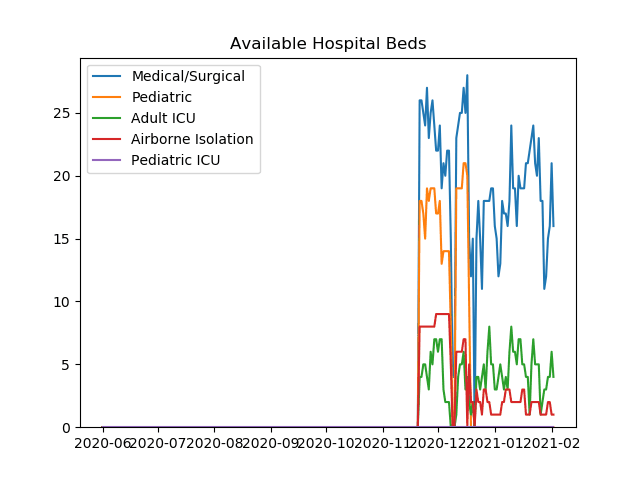 Available Hospital Beds
Medical/Surgical
Pediatric
Adult ICU
Airborne Isolation
Pediatric ICU
25
20
15
10
5
0
2020-06 2020-07 2020-08 2020-09 2020-10 2020-11 2020-12 2021-01 2021-02